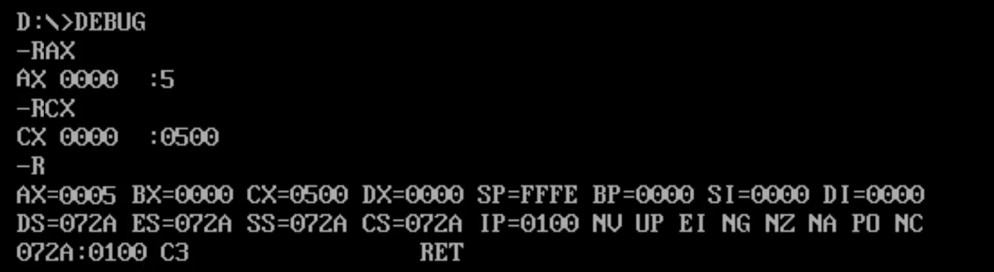 D:\>DEBUG
-RAX
AX 0000  :5
-RCX
CX 0000  :0500
-R
AX=0005 BX=0000 CX=0500 DX=0000 SP=FFFE BP=0000 SI=0000 DI=0000
DS=072A ES=072A SS=072A CS=072A IP=0100 NV UP EI NG NZ NA PO NC
072A:0100 C3                RET